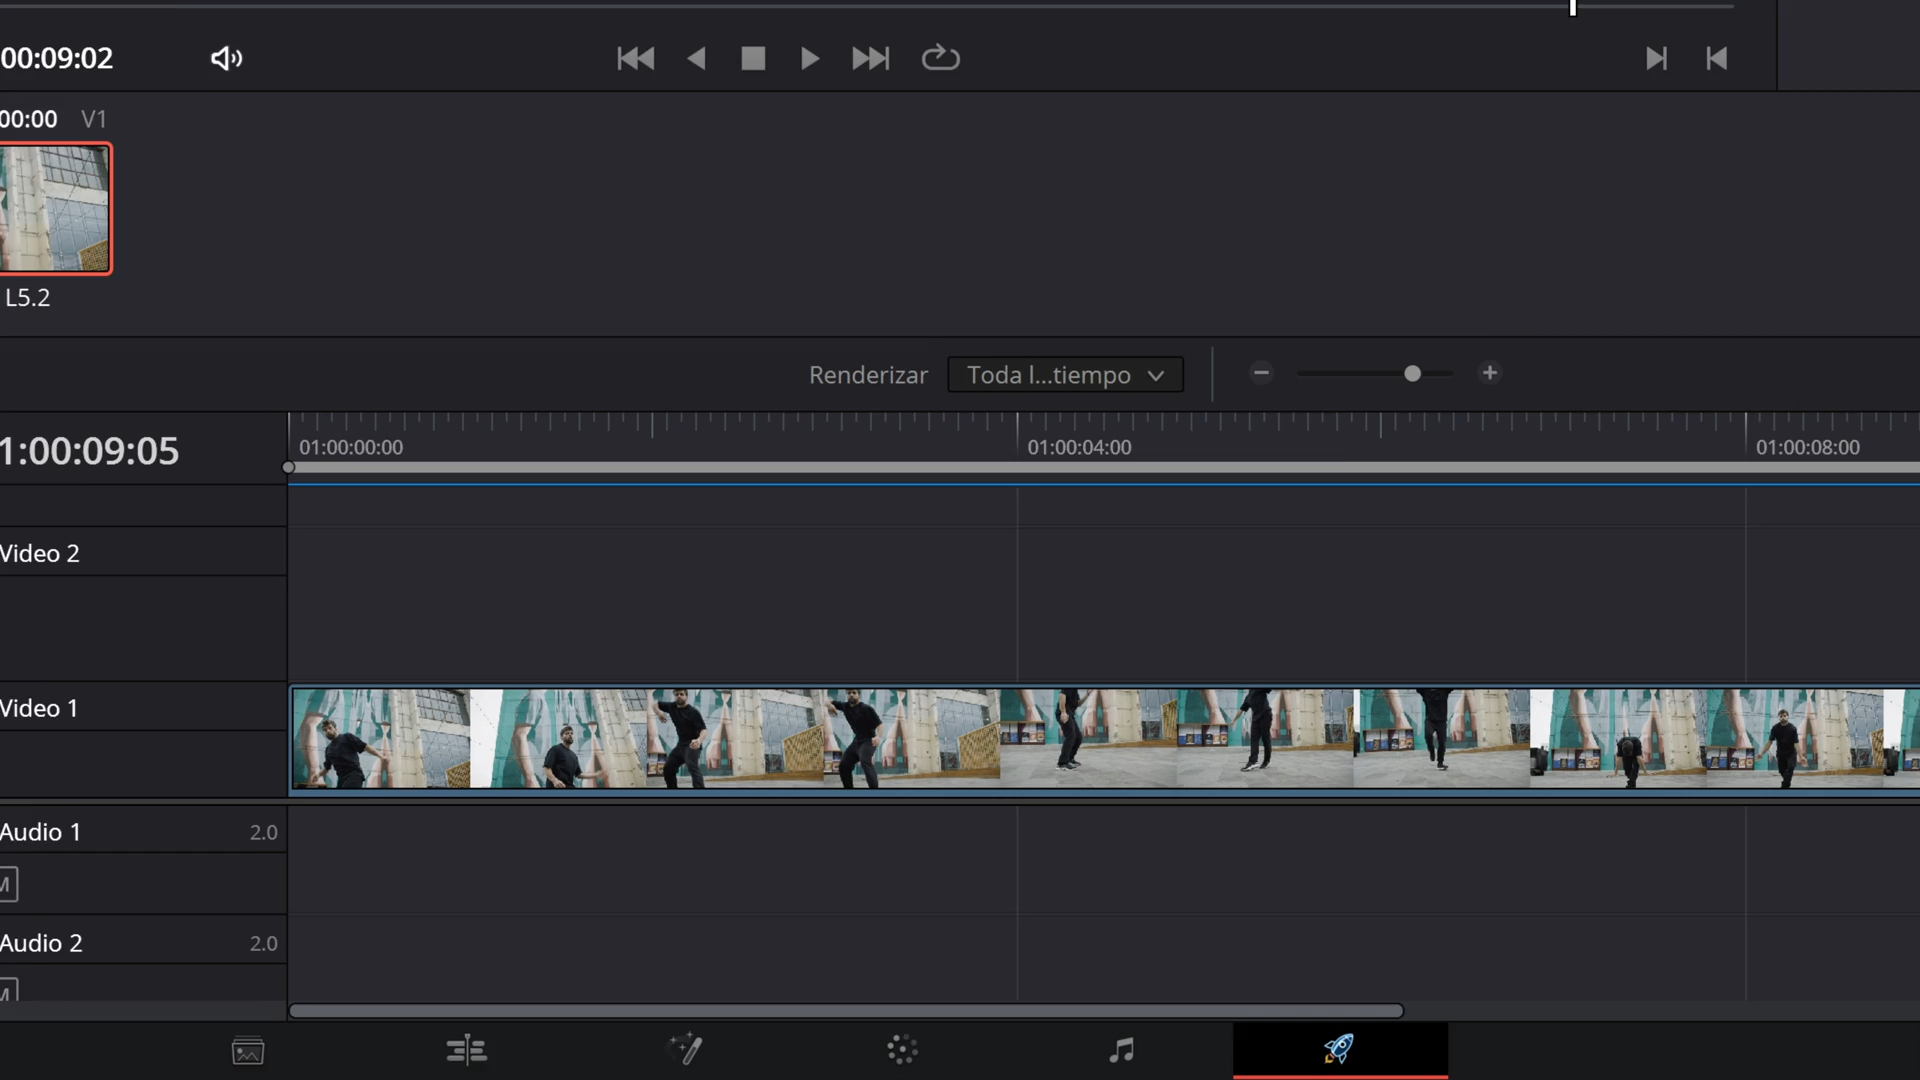 00:09:02
00:00 V1
L5.2
Renderizar Toda l...tiempo
1:00:09:05 01:00:00:00 01:00:04:00 01:00:08:00
Video 2
Video 1
Audio 1 2.0
M
Audio 2 2.0
M